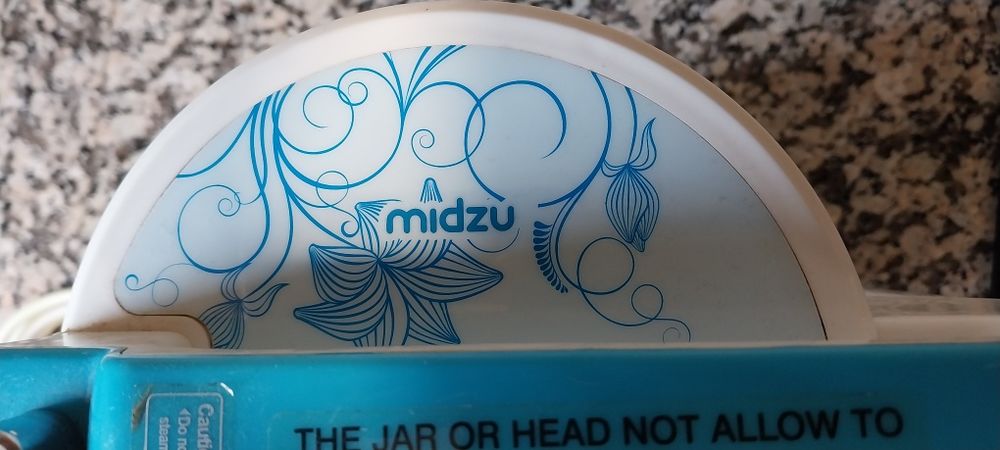 midzu
THE JAR OR HEAD NOT ALLOW TO